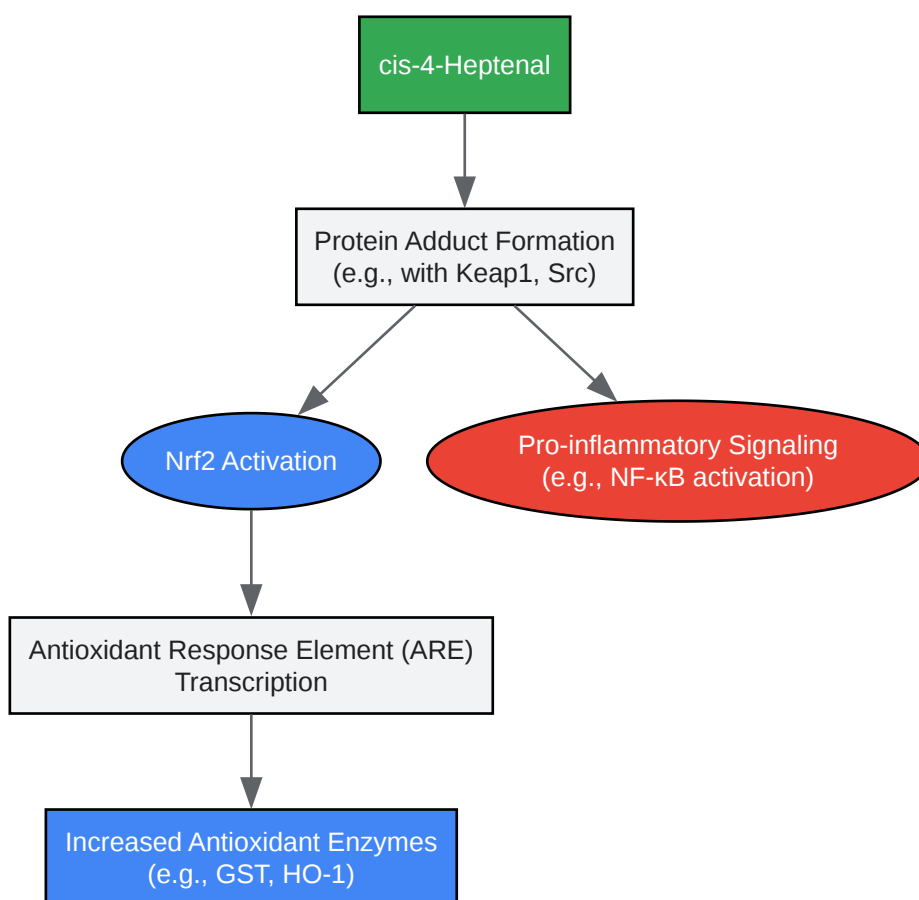 cis-4-Heptenal
Protein Adduct Formation
(e.g., with Keap1, Src)
Nrf2 Activation
Pro-inflammatory Signaling
(e.g., NF-κB activation)
Antioxidant Response Element (ARE)
Transcription
Increased Antioxidant Enzymes
(e.g., GST, HO-1)